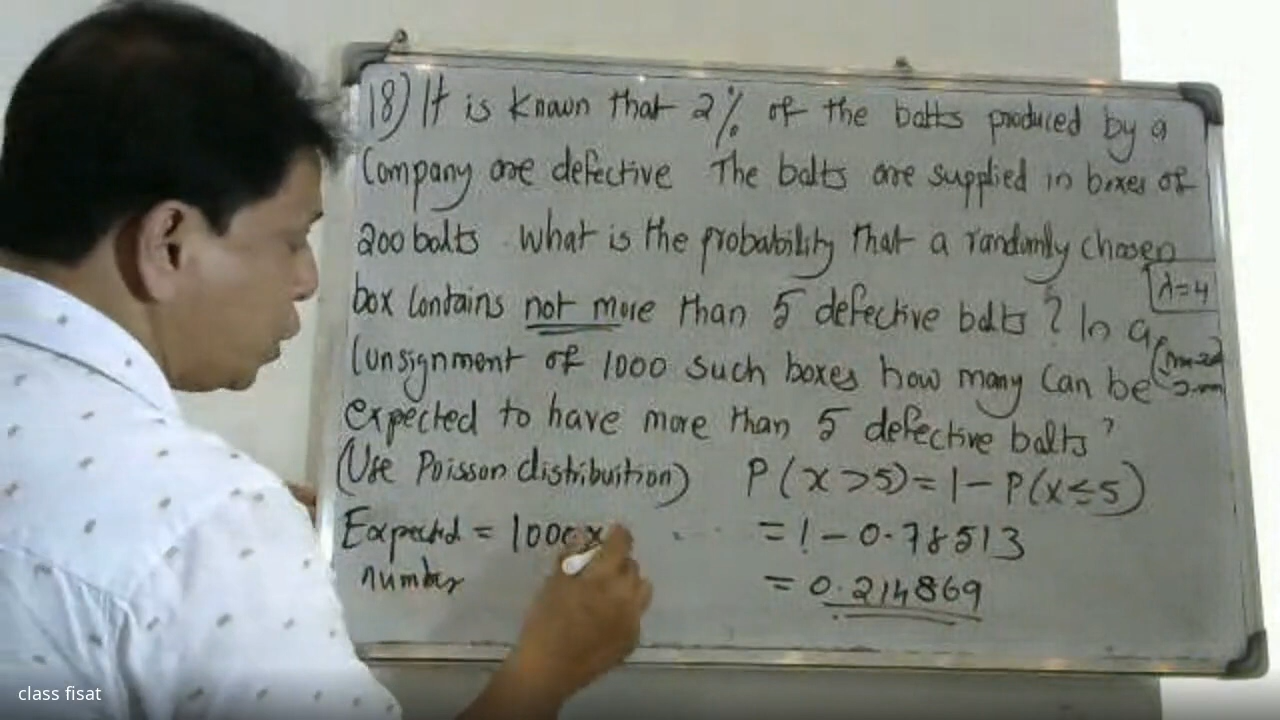 18) It is known that 2% of the bolts produced by a
Company are defective The bolts are supplied in boxes of
200 bolts. What is the probability that a randomly chosen
box contains not more than 5 defective bolts? In a
λ=4
Consignment of 1000 such boxes how many can be
expected to have more than 5 defective bolts?
(Use Poisson distribuition) P(x>5)=1-P(x≤5)
Expected = 1000x
number
=1-0.78513
=0.214869
class fisat